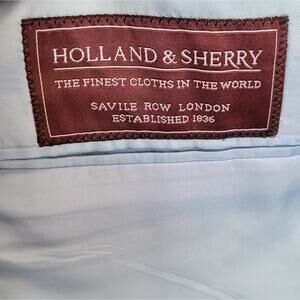 HOLLAND & SHERRY
THE FINEST CLOTHS IN THE WORLD
SAVILE ROW LONDON
ESTABLISHED 1836